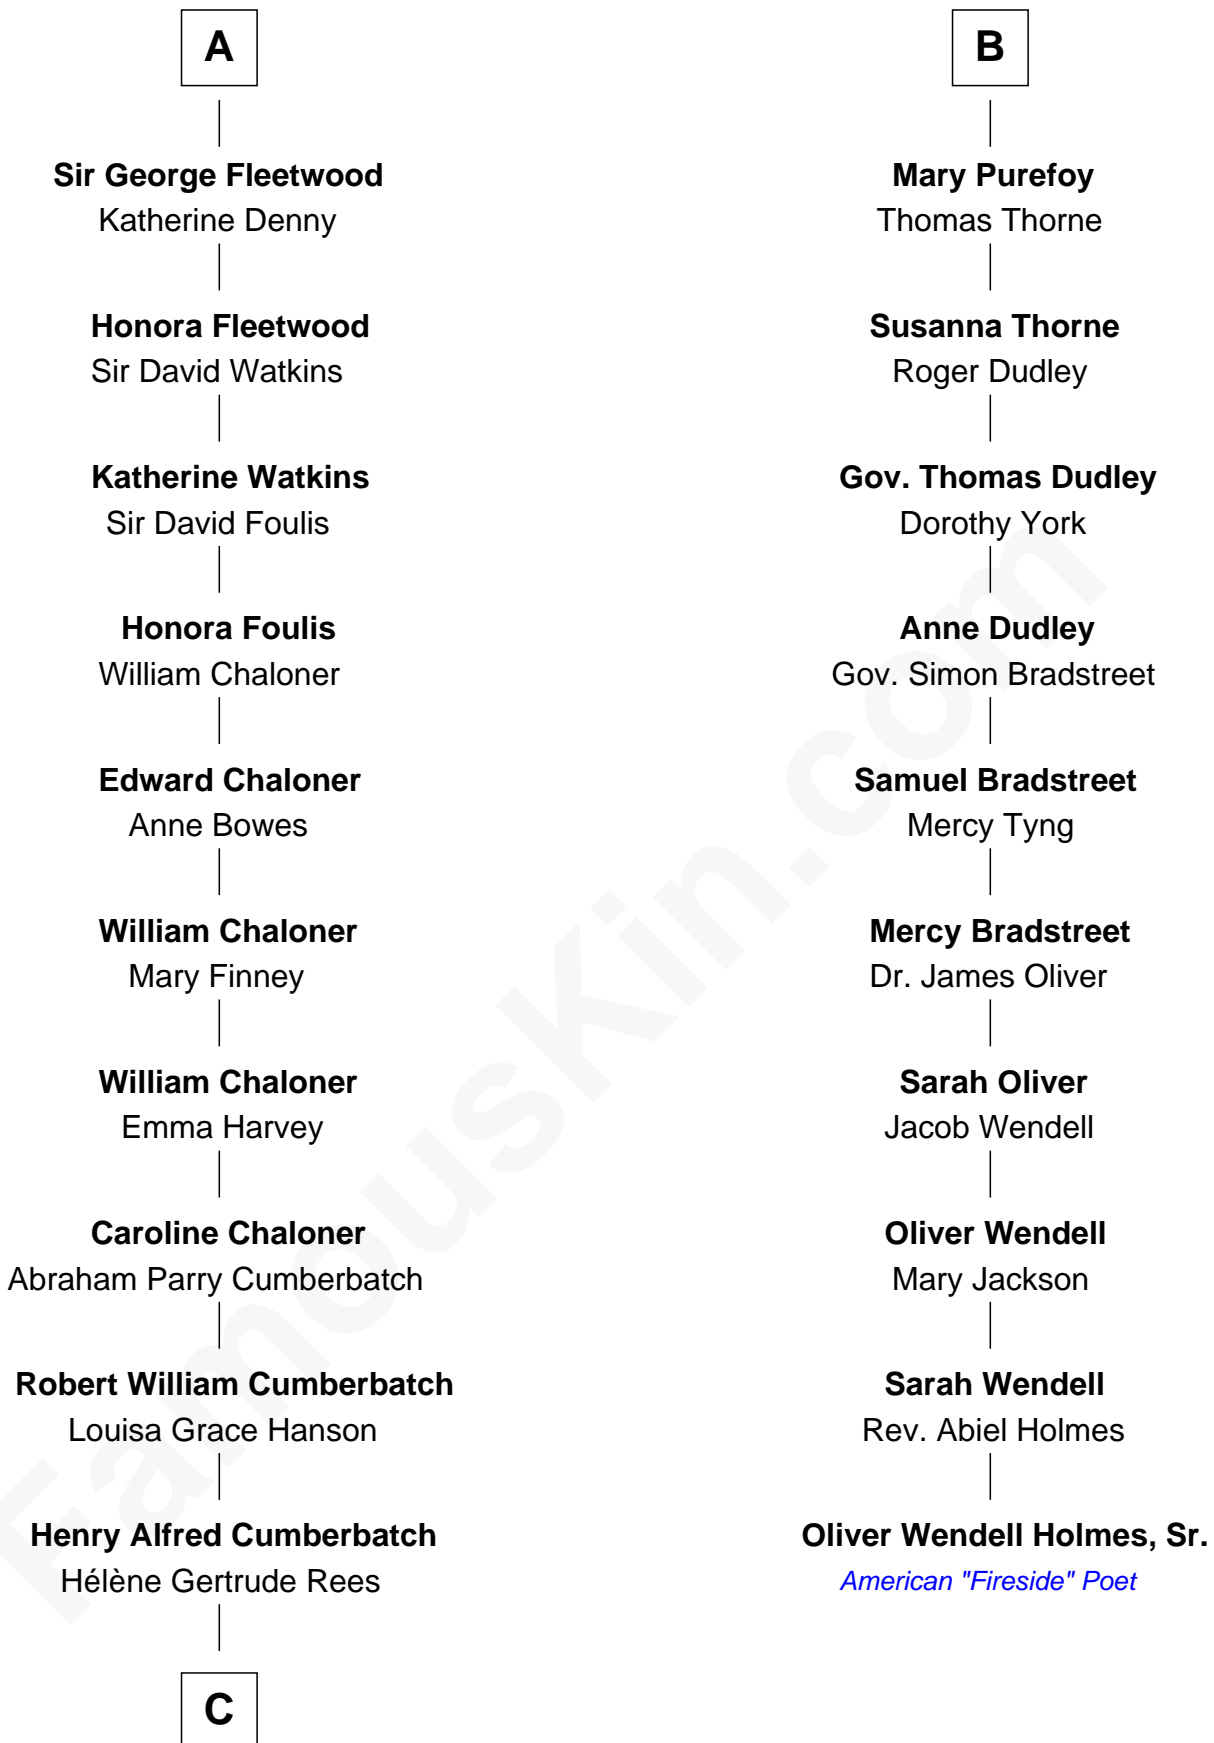 A
Sir George Fleetwood
Katherine Denny
Honora Fleetwood
Sir David Watkins
Katherine Watkins
Sir David Foulis
Honora Foulis
William Chaloner
Edward Chaloner
Anne Bowes
William Chaloner
Mary Finney
William Chaloner
Emma Harvey
Caroline Chaloner
Abraham Parry Cumberbatch
Robert William Cumberbatch
Louisa Grace Hanson
Henry Alfred Cumberbatch
Hélène Gertrude Rees
C
B
Mary Purefoy
Thomas Thorne
Susanna Thorne
Roger Dudley
Gov. Thomas Dudley
Dorothy York
Anne Dudley
Gov. Simon Bradstreet
Samuel Bradstreet
Mercy Tyng
Mercy Bradstreet
Dr. James Oliver
Sarah Oliver
Jacob Wendell
Oliver Wendell
Mary Jackson
Sarah Wendell
Rev. Abiel Holmes
Oliver Wendell Holmes, Sr.
American "Fireside" Poet
FamousKin.com